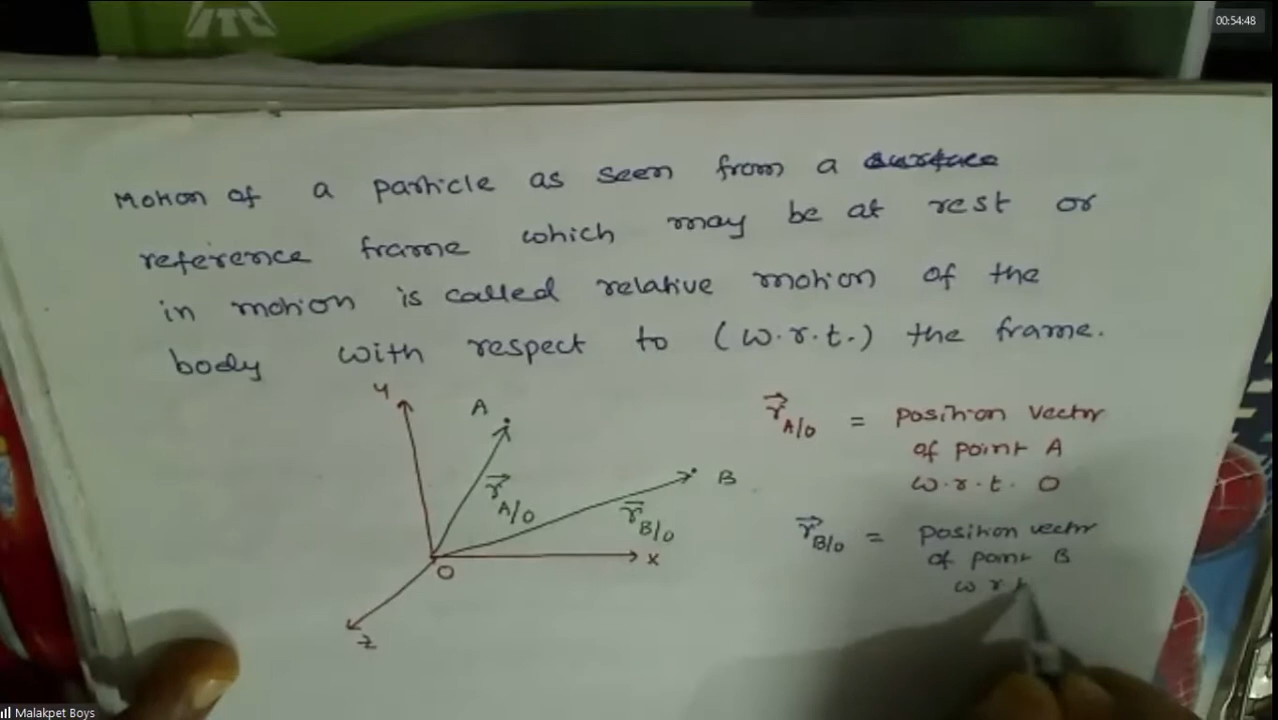 ITC
00:54:48
Motion of a particle as seen from a surface
reference frame which may be at rest or
in motion is called relative motion of the
body with respect to (w.r.t.) the frame.
y
A
r⃗A/O
B
r⃗B/O
x
O
z
r⃗A/O = position vector
of point A
w.r.t. O
r⃗B/O = position vector
of point B
w r t
Malakpet Boys